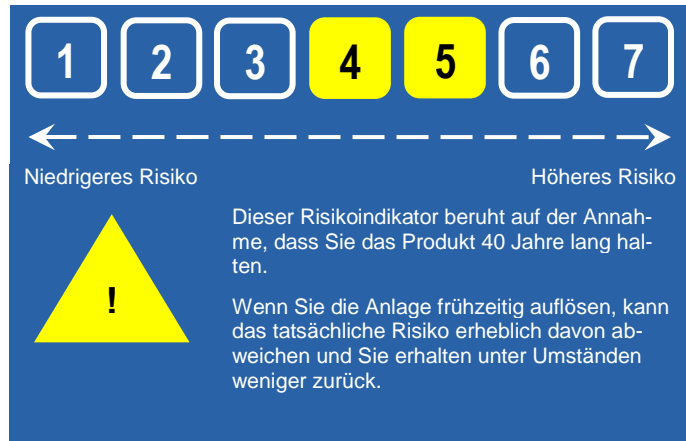 1 2 3 4 5 6 7
Niedrigeres Risiko Höheres Risiko
Dieser Risikoindikator beruht auf der Annah-
me, dass Sie das Produkt 40 Jahre lang hal-
ten.
!
Wenn Sie die Anlage frühzeitig auflösen, kann
das tatsächliche Risiko erheblich davon ab-
weichen und Sie erhalten unter Umständen
weniger zurück.